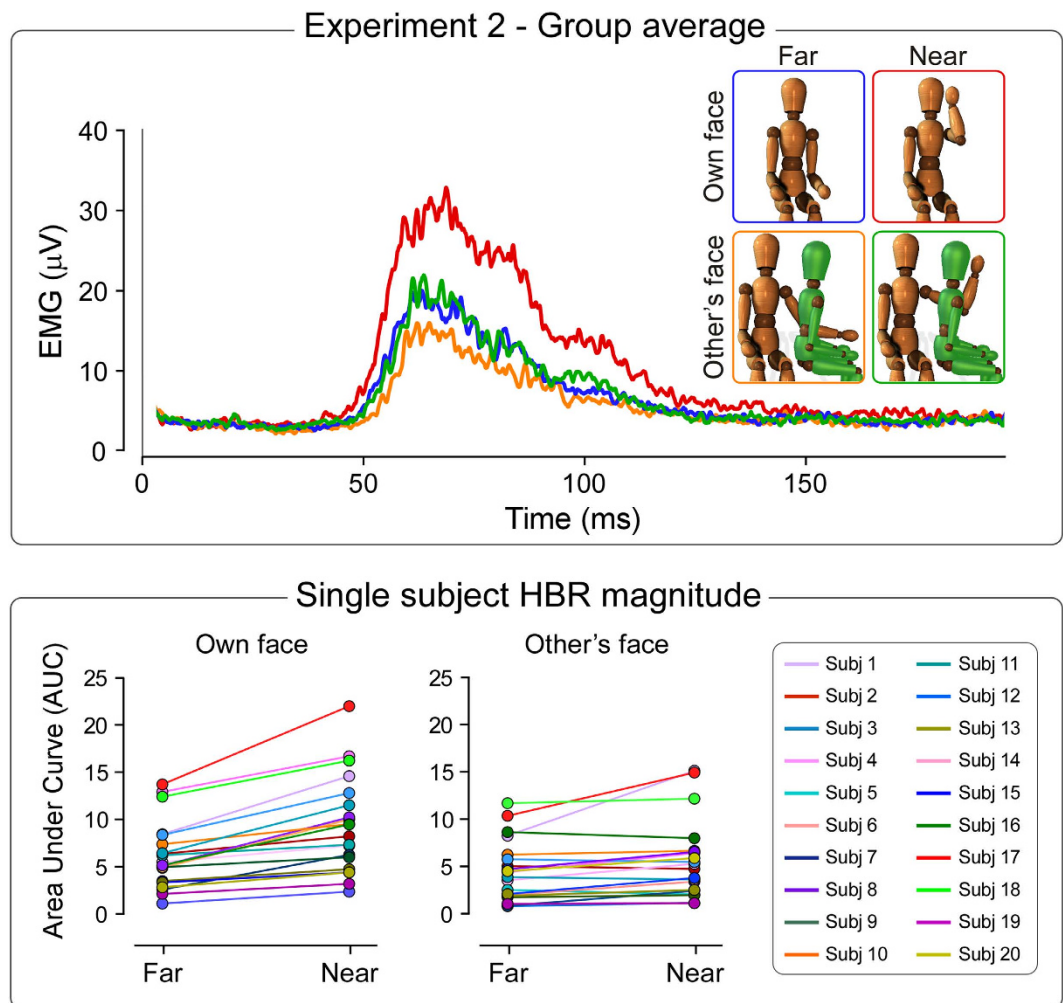 Experiment 2 - Group average
Far
Near
Own face
Other's face
EMG (μV)
40
30
20
10
0
0
50
100
150
Time (ms)
Single subject HBR magnitude
Own face
Other's face
Area Under Curve (AUC)
25
20
15
10
5
0
Far
Near
25
20
15
10
5
0
Far
Near
Subj 1
Subj 2
Subj 3
Subj 4
Subj 5
Subj 6
Subj 7
Subj 8
Subj 9
Subj 10
Subj 11
Subj 12
Subj 13
Subj 14
Subj 15
Subj 16
Subj 17
Subj 18
Subj 19
Subj 20